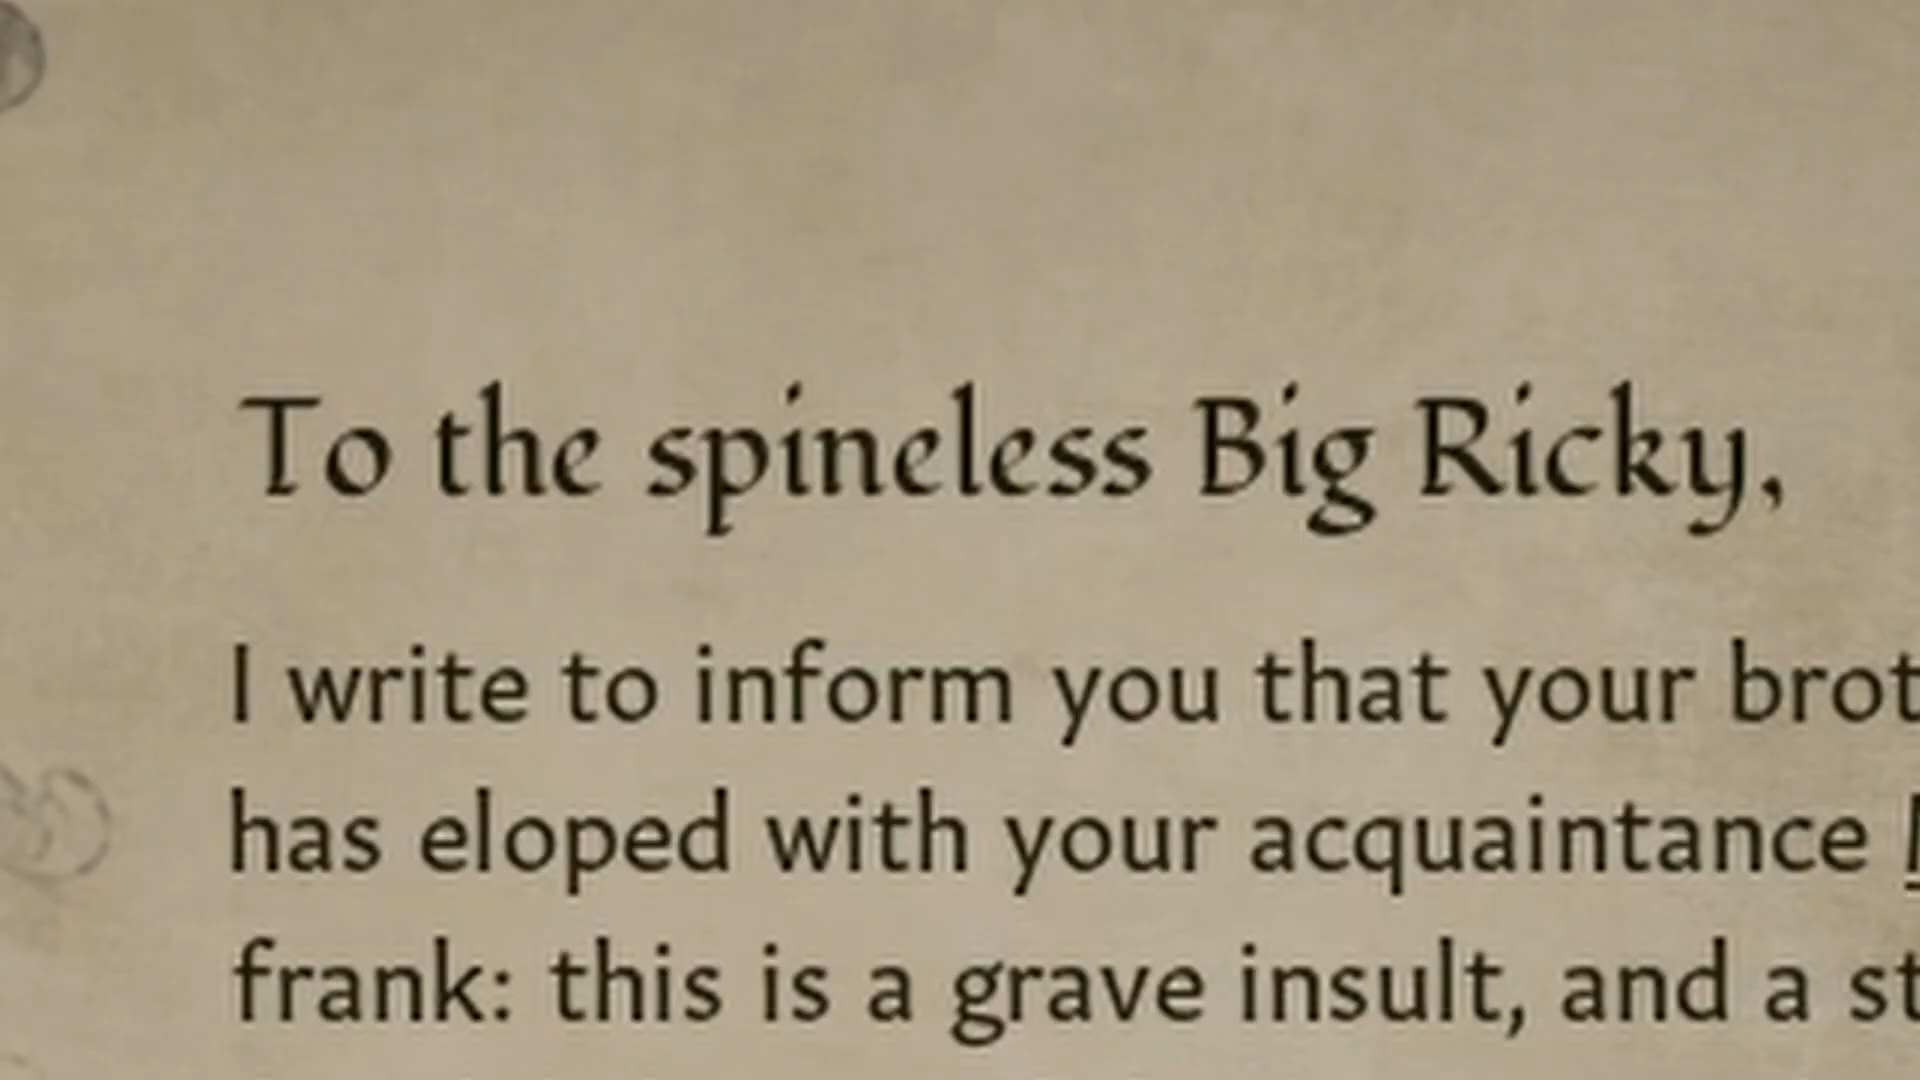 To the spineless Big Ricky,
I write to inform you that your brot
has eloped with your acquaintance
frank: this is a grave insult, and a st